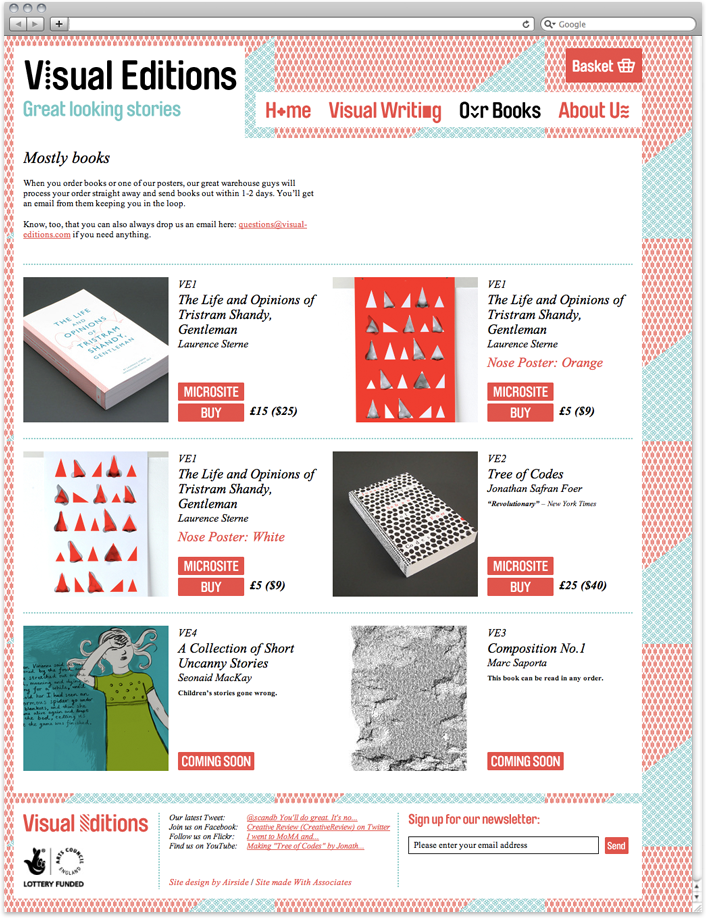 Google
Visual Editions
Great looking stories
Basket
Home
Visual Writing
Our Books
About Us
Mostly books
When you order books or one of our posters, our great warehouse guys will
process your order straight away and send books out within 1-2 days. You'll get
an email from them keeping you in the loop.
Know, too, that you can also always drop us an email here: questions@visual-
editions.com if you need anything.
THE LIFE
AND
OPINIONS
OF
TRISTRAM
SHANDY,
GENTLEMAN
VE1
The Life and Opinions of
Tristram Shandy,
Gentleman
Laurence Sterne
MICROSITE
BUY
£15 ($25)
VE1
The Life and Opinions of
Tristram Shandy,
Gentleman
Laurence Sterne
Nose Poster: Orange
MICROSITE
BUY
£5 ($9)
VE1
The Life and Opinions of
Tristram Shandy,
Gentleman
Laurence Sterne
Nose Poster: White
MICROSITE
BUY
£5 ($9)
VE2
Tree of Codes
Jonathan Safran Foer
"Revolutionary" – New York Times
MICROSITE
BUY
£25 ($40)
VE4
A Collection of Short
Uncanny Stories
Seonaid MacKay
Children's stories gone wrong.
COMING SOON
VE3
Composition No.1
Marc Saporta
This book can be read in any order.
COMING SOON
Visual Editions
ARTS COUNCIL
ENGLAND
LOTTERY FUNDED
Our latest Tweet: @scandb You'll do great. It's no...
Join us on Facebook: Creative Review (CreativeReview) on Twitter
Follow us on Flickr: I went to MoMA and...
Find us on YouTube: Making "Tree of Codes" by Jonath...
Site design by Airside | Site made With Associates
Sign up for our newsletter:
Please enter your email address
Send